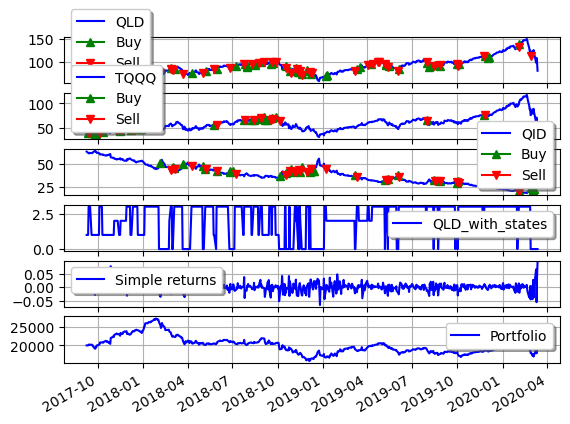 QLD
Buy
Sell
150
100
TQQQ
Buy
Sell
100
50
QID
Buy
Sell
50
25
QLD_with_states
2.5
0.0
Simple returns
0.05
0.00
−0.05
Portfolio
25000
20000
2017-10
2018-01
2018-04
2018-07
2018-10
2019-01
2019-04
2019-07
2019-10
2020-01
2020-04